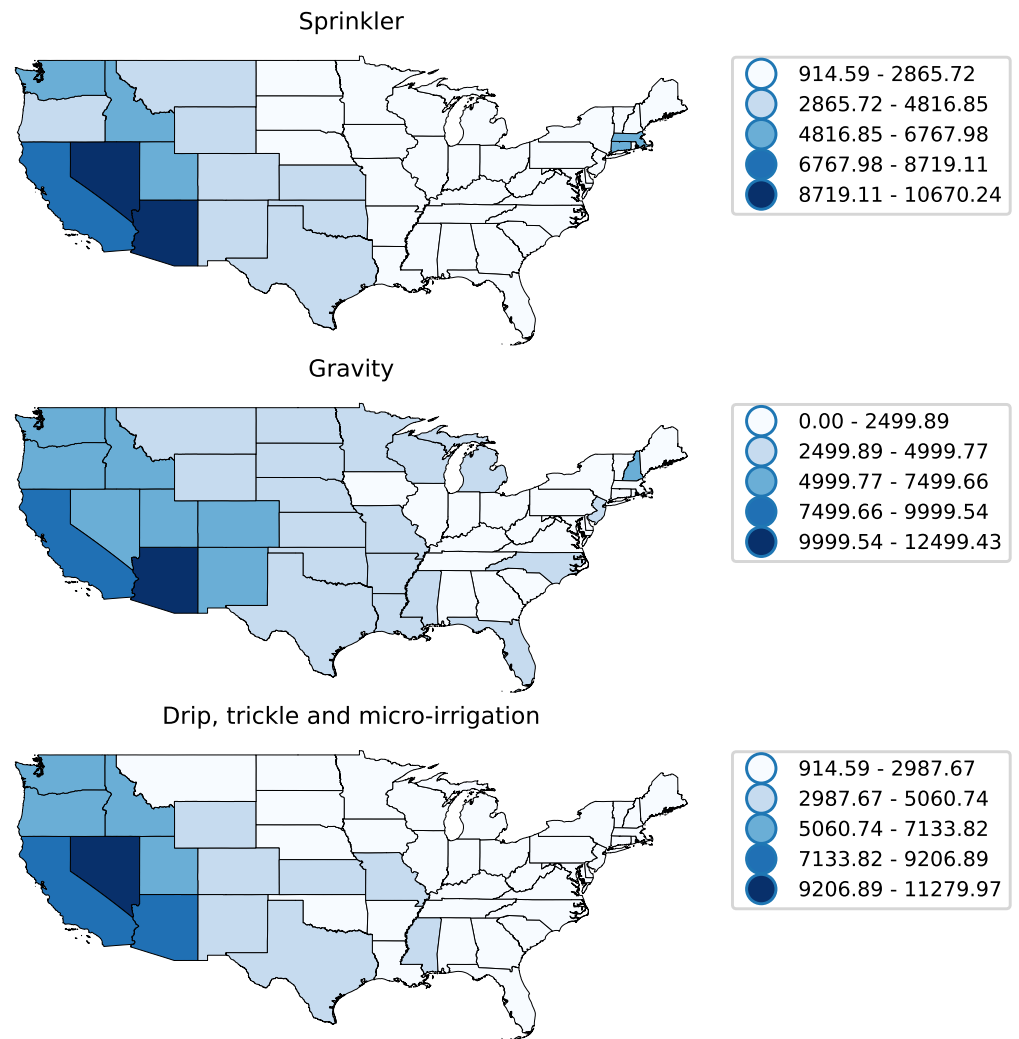 Sprinkler
914.59 - 2865.72
2865.72 - 4816.85
4816.85 - 6767.98
6767.98 - 8719.11
8719.11 - 10670.24
Gravity
0.00 - 2499.89
2499.89 - 4999.77
4999.77 - 7499.66
7499.66 - 9999.54
9999.54 - 12499.43
Drip, trickle and micro-irrigation
914.59 - 2987.67
2987.67 - 5060.74
5060.74 - 7133.82
7133.82 - 9206.89
9206.89 - 11279.97